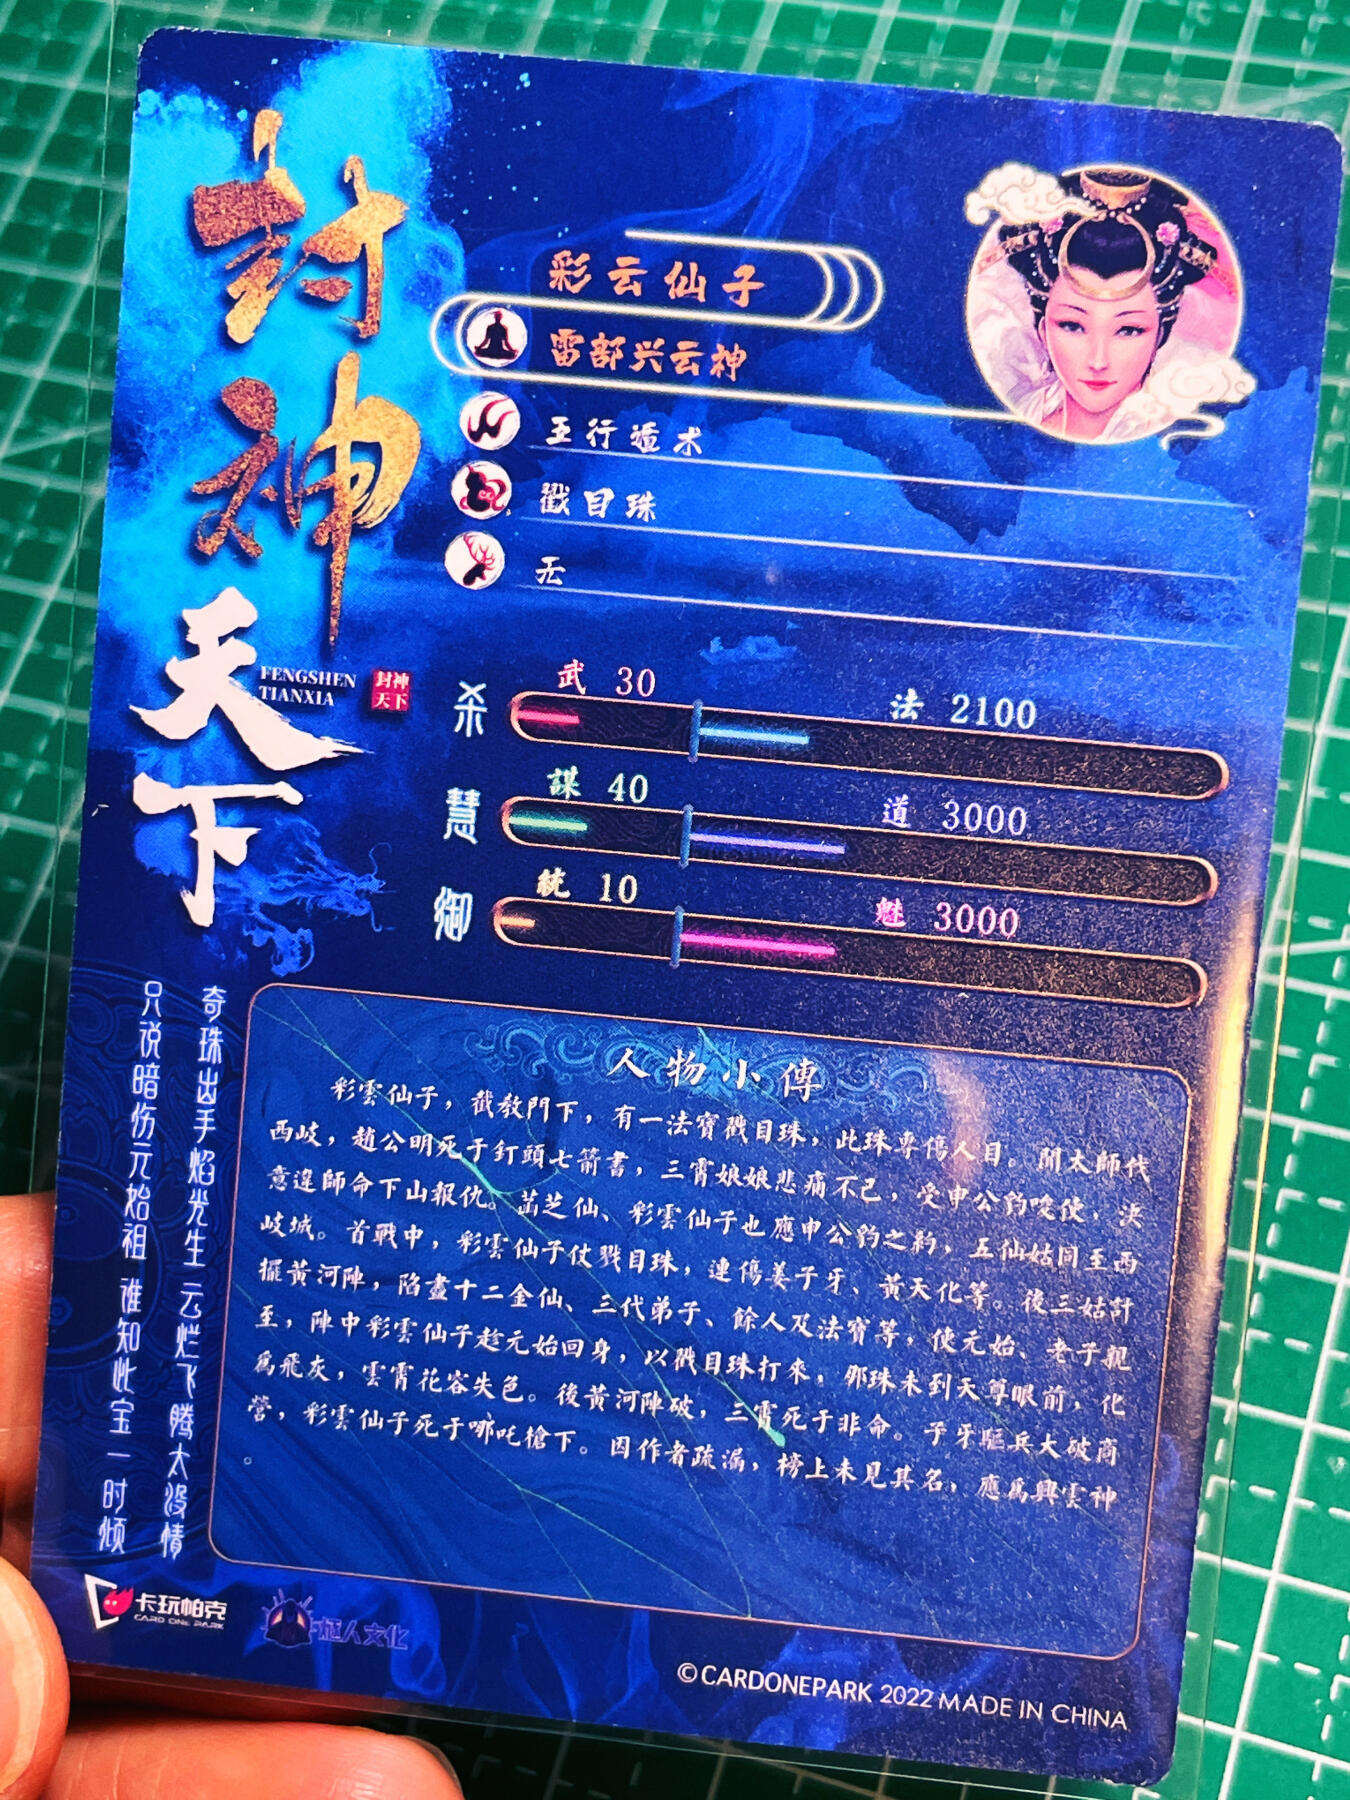 封神
天下
FENGSHEN
TIANXIA
封神
天下
彩云仙子
雷部兴云神
五行遁术
戳目珠
无
杀 武 30 法 2100
慧 謀 40 道 3000
御 統 10 魅 3000
奇珠出手焰光生 云烂飞腾太没情
只说暗伤元始祖 谁知此宝一时倾
人物小傳
彩雲仙子，截教門下，有一法寶戳目珠，此珠專傷人目。聞太師伐
西岐，趙公明死于釘頭七箭書，三霄娘娘悲痛不已，受申公豹唆使，決
意違師命下山報仇。菡芝仙、彩雲仙子也應申公豹之約，五仙姑同至西
岐城。首戰中，彩雲仙子仗戮目珠，連傷姜子牙、黃天化等。後三姑計
擺黃河陣，陷盡十二金仙、三代弟子、餘人及法寶等，使元始、老子親
至，陣中彩雲仙子趁元始回身，以戳目珠打來，那珠未到天尊眼前，化
爲飛灰，雲霄花容失色。後黃河陣破，三霄死于非命。子牙驅兵大破商
營，彩雲仙子死于哪吒槍下。因作者疏漏，榜上未見其名，應爲興雲神
。
卡玩帕克
CARD ONE PARK
人文化
©CARDONEPARK 2022 MADE IN CHINA